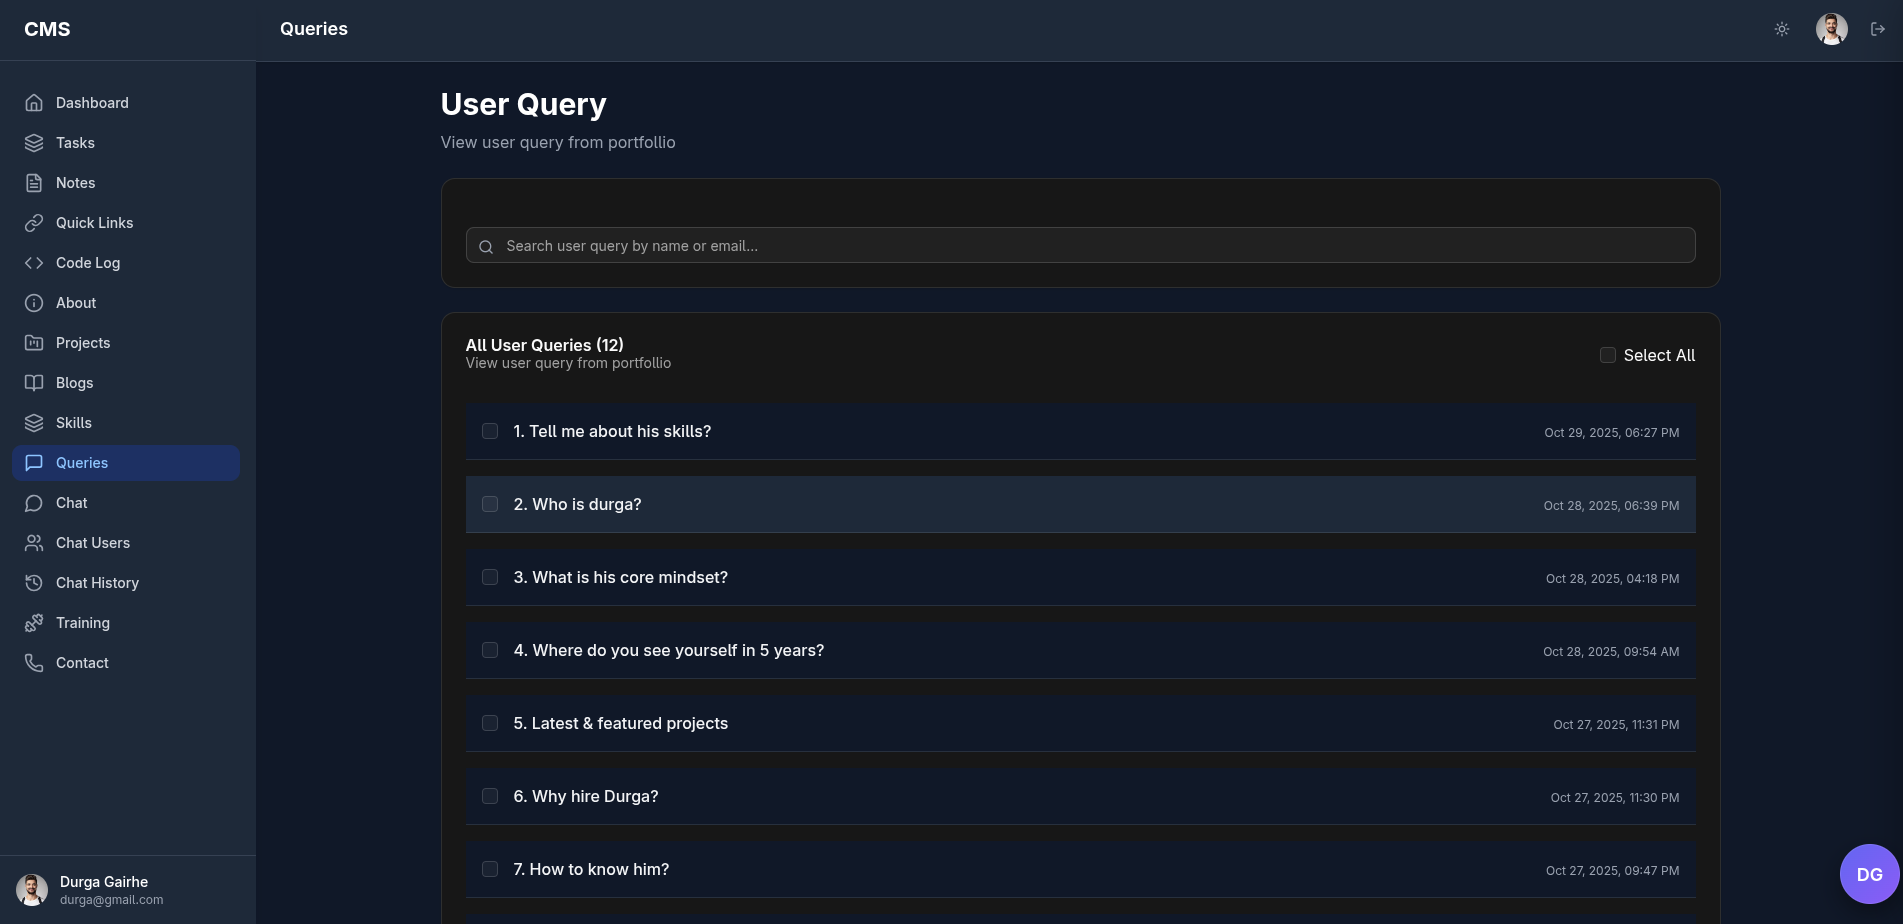 CMS
Queries
Dashboard
Tasks
Notes
Quick Links
Code Log
About
Projects
Blogs
Skills
Queries
Chat
Chat Users
Chat History
Training
Contact
Durga Gairhe
durga@gmail.com
User Query
View user query from portfollio
Search user query by name or email...
All User Queries (12)
View user query from portfollio
Select All
1. Tell me about his skills?
Oct 29, 2025, 06:27 PM
2. Who is durga?
Oct 28, 2025, 06:39 PM
3. What is his core mindset?
Oct 28, 2025, 04:18 PM
4. Where do you see yourself in 5 years?
Oct 28, 2025, 09:54 AM
5. Latest & featured projects
Oct 27, 2025, 11:31 PM
6. Why hire Durga?
Oct 27, 2025, 11:30 PM
7. How to know him?
Oct 27, 2025, 09:47 PM
DG